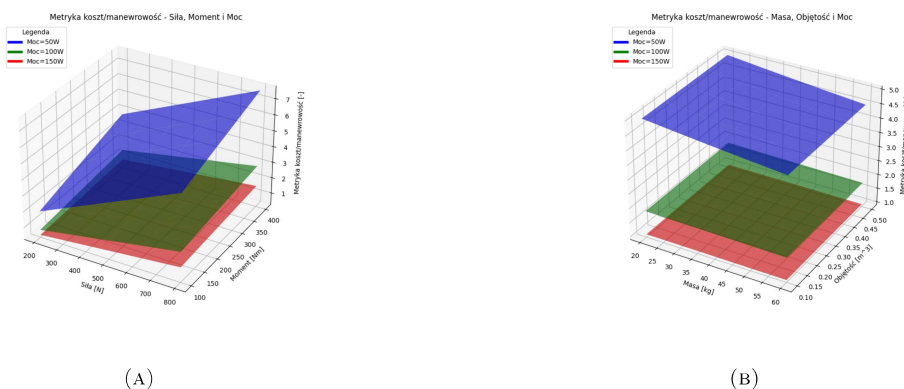 Metryka koszt/manewrowość - Siła, Moment i Moc
Legenda
Moc=50W
Moc=100W
Moc=150W
7
6
5
4
3
2
1
Metryka koszt/manewrowość [-]
200
300
400
500
600
700
800
Siła [N]
100
150
200
250
300
350
400
Moment [Nm]
(A)
Metryka koszt/manewrowość - Masa, Objętość i Moc
Legenda
Moc=50W
Moc=100W
Moc=150W
5.0
4.5
4.0
3.5
3.0
2.5
2.0
1.5
1.0
20
25
30
35
40
45
50
55
60
Masa [kg]
0.10
0.15
0.20
0.25
0.30
0.35
0.40
0.45
0.50
Objętość [m^3]
(B)